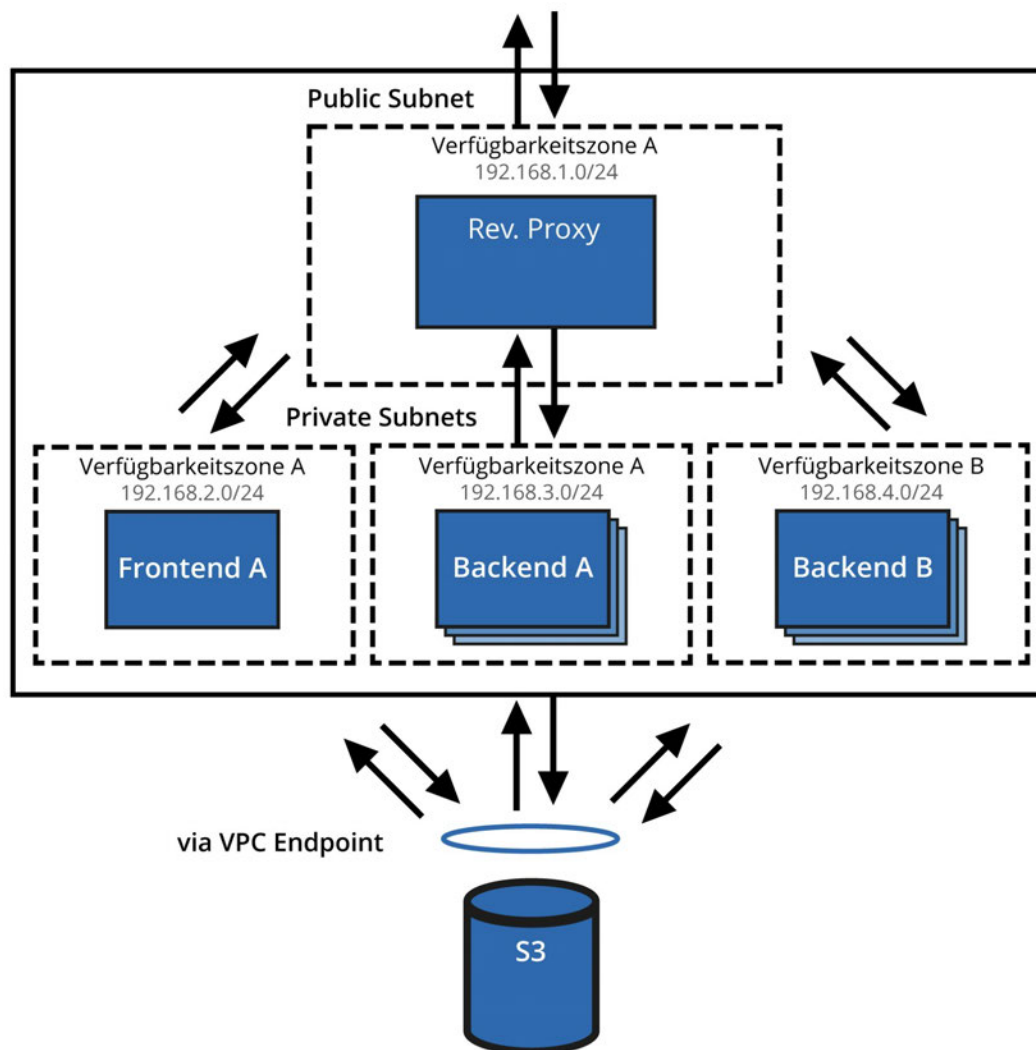 Public Subnet
Verfügbarkeitszone A
192.168.1.0/24
Rev. Proxy
Private Subnets
Verfügbarkeitszone A
192.168.2.0/24
Frontend A
Verfügbarkeitszone A
192.168.3.0/24
Backend A
Verfügbarkeitszone B
192.168.4.0/24
Backend B
via VPC Endpoint
S3